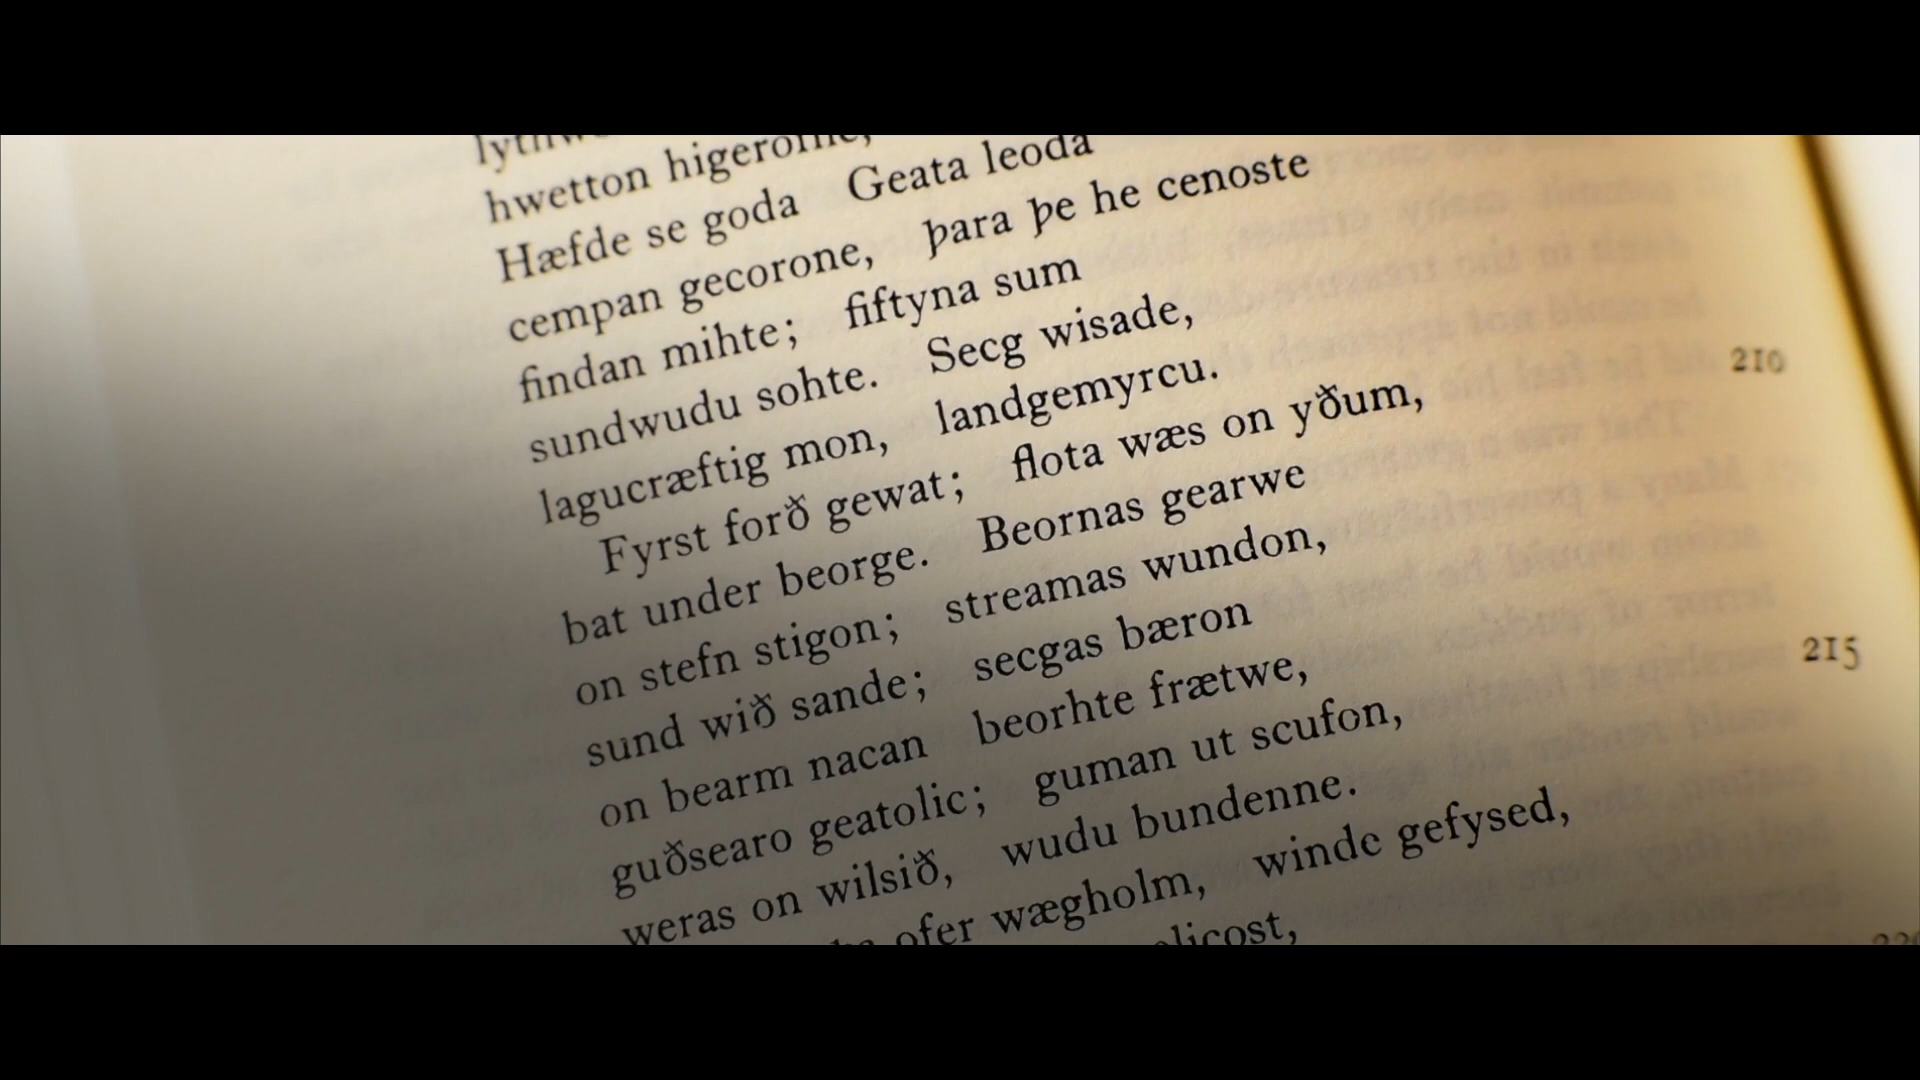 hwetton higerofne,
Hæfde se goda Geata leoda
cempan gecorone, þara þe he cenoste
findan mihte; fiftyna sum
sundwudu sohte. Secg wisade,
lagucræftig mon, landgemyrcu. 210
Fyrst forð gewat; flota wæs on yðum,
bat under beorge. Beornas gearwe
on stefn stigon; streamas wundon,
sund wið sande; secgas bæron
on bearm nacan beorhte frætwe, 215
guðsearo geatolic; guman ut scufon,
weras on wilsið, wudu bundenne.
ofer wægholm, winde gefysed,